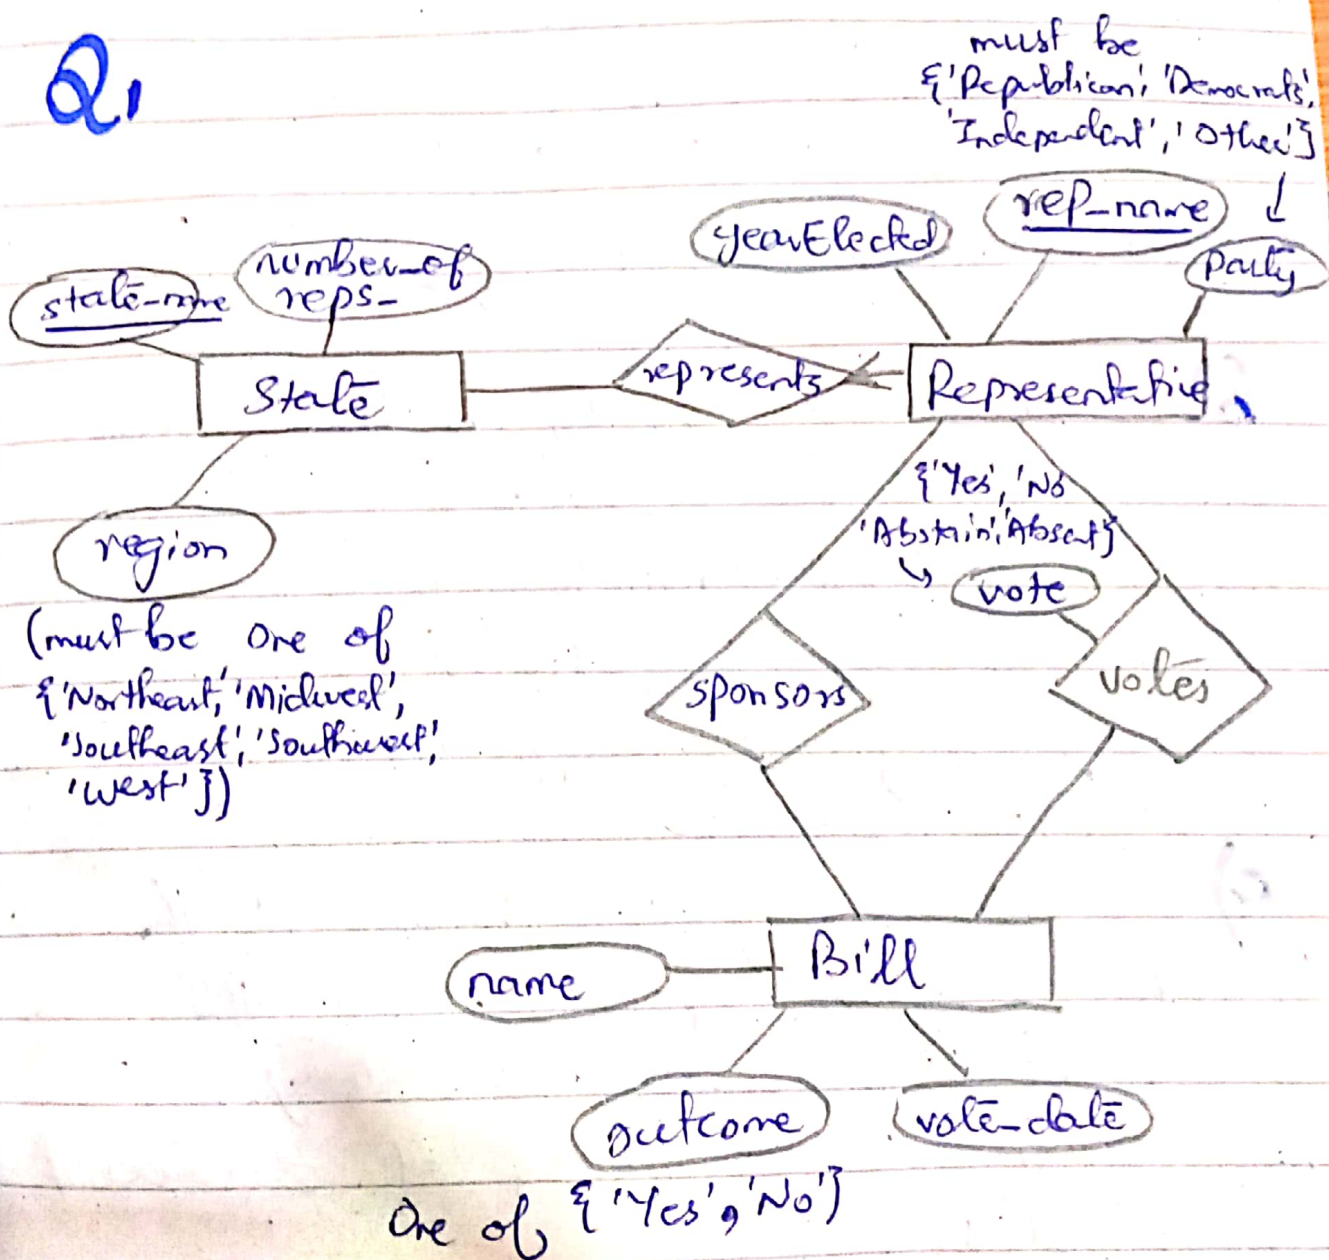 Q1
must be
{'Republican', 'Democrats',
'Independent', 'Other'}
yearElected
rep_name
party
state-name
number_of
reps_
State
represents
Representative
region
(must be one of
{'Northeast', 'Midwest',
'Southeast', 'Southwest',
'West'})
{'Yes', 'No
'Abstain', 'Absent}
vote
sponsors
votes
name
Bill
outcome
vote_date
One of {'Yes', 'No'}